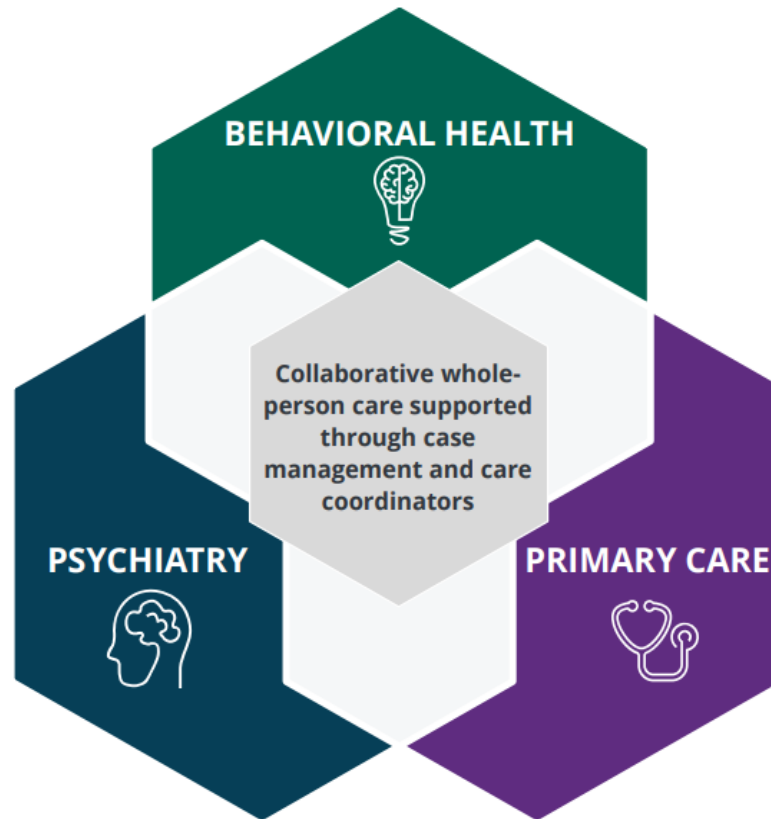 BEHAVIORAL HEALTH
Collaborative whole-
person care supported
through case
management and care
coordinators
PSYCHIATRY
PRIMARY CARE